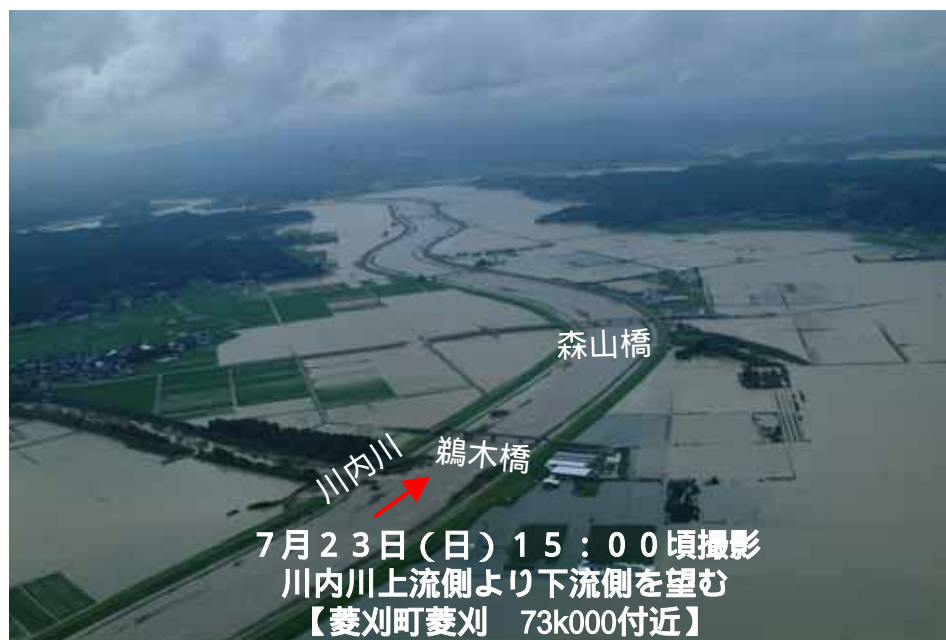 森山橋
鵜木橋
川内川
7月23日(日)15:00頃撮影
川内川上流側より下流側を望む
【菱刈町菱刈　73k000付近】